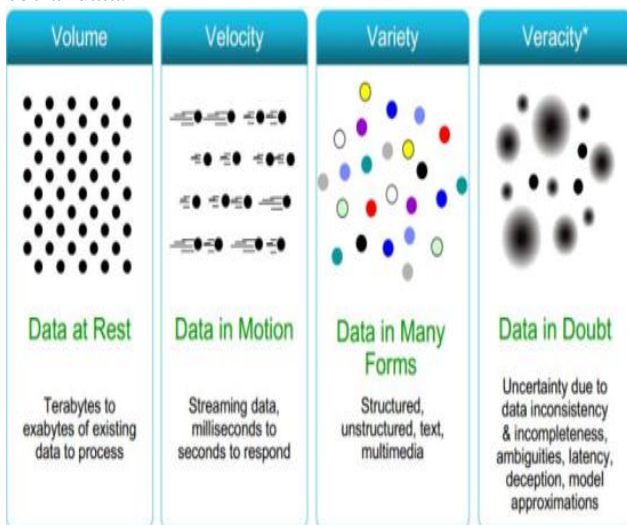 Volume
Data at Rest
Terabytes to
exabytes of existing
data to process
Velocity
Data in Motion
Streaming data,
milliseconds to
seconds to respond
Variety
Data in Many
Forms
Structured,
unstructured, text,
multimedia
Veracity*
Data in Doubt
Uncertainty due to
data inconsistency
& incompleteness,
ambiguities, latency,
deception, model
approximations